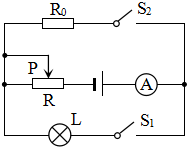 R₀ S₂
P
R A
L S₁